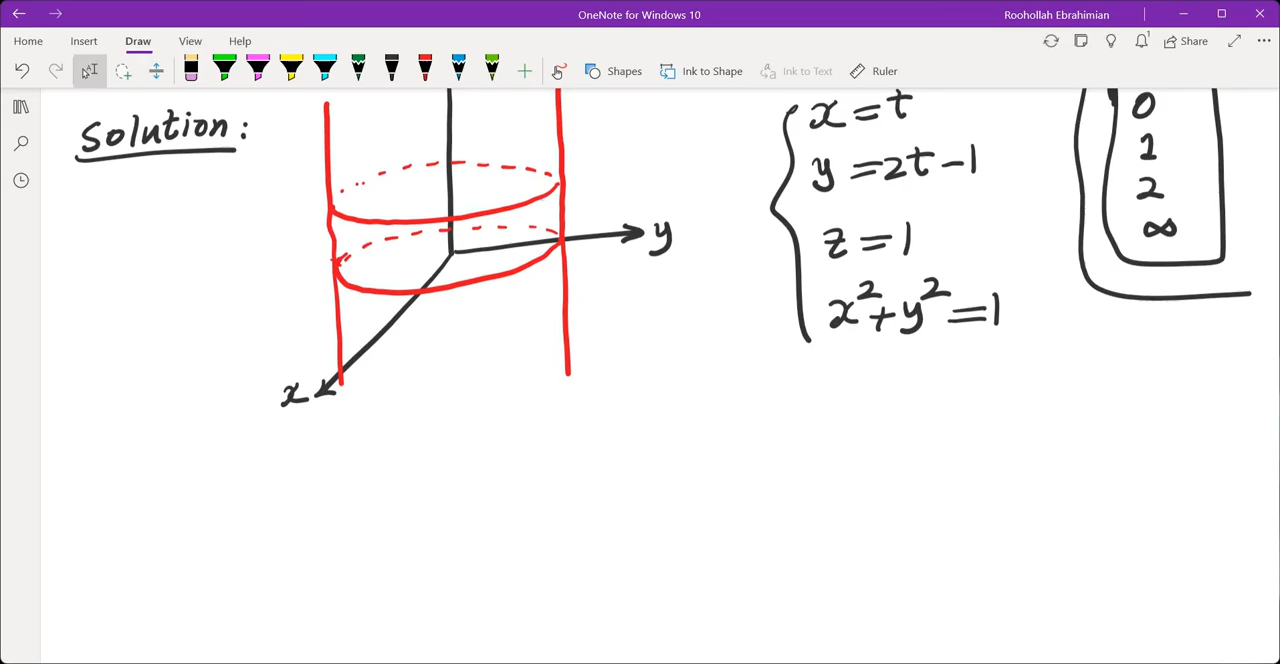 OneNote for Windows 10
Roohollah Ebrahimian
Home Insert Draw View Help
Share
Shapes
Ink to Shape
Ink to Text
Ruler
Solution:
y
x
x = t
y = 2t - 1
z = 1
x² + y² = 1
0
1
2
∞